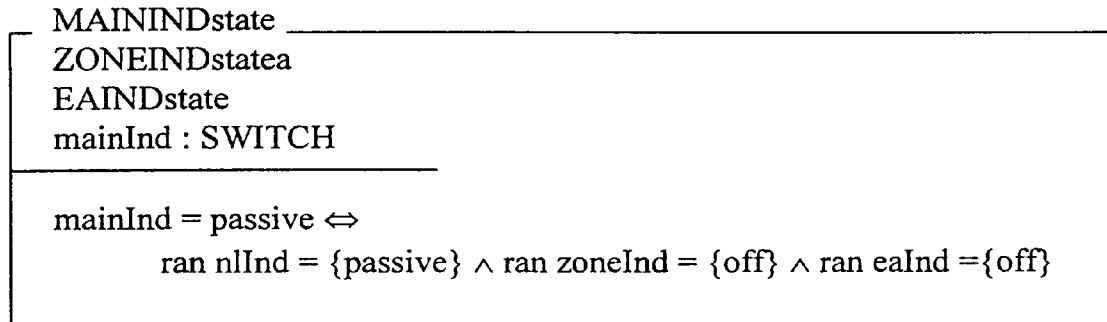 MAININDstate
ZONEINDstatea
EAINDstate
mainInd : SWITCH
mainInd = passive ⇔
ran nlInd = {passive} ∧ ran zoneInd = {off} ∧ ran eaInd ={off}